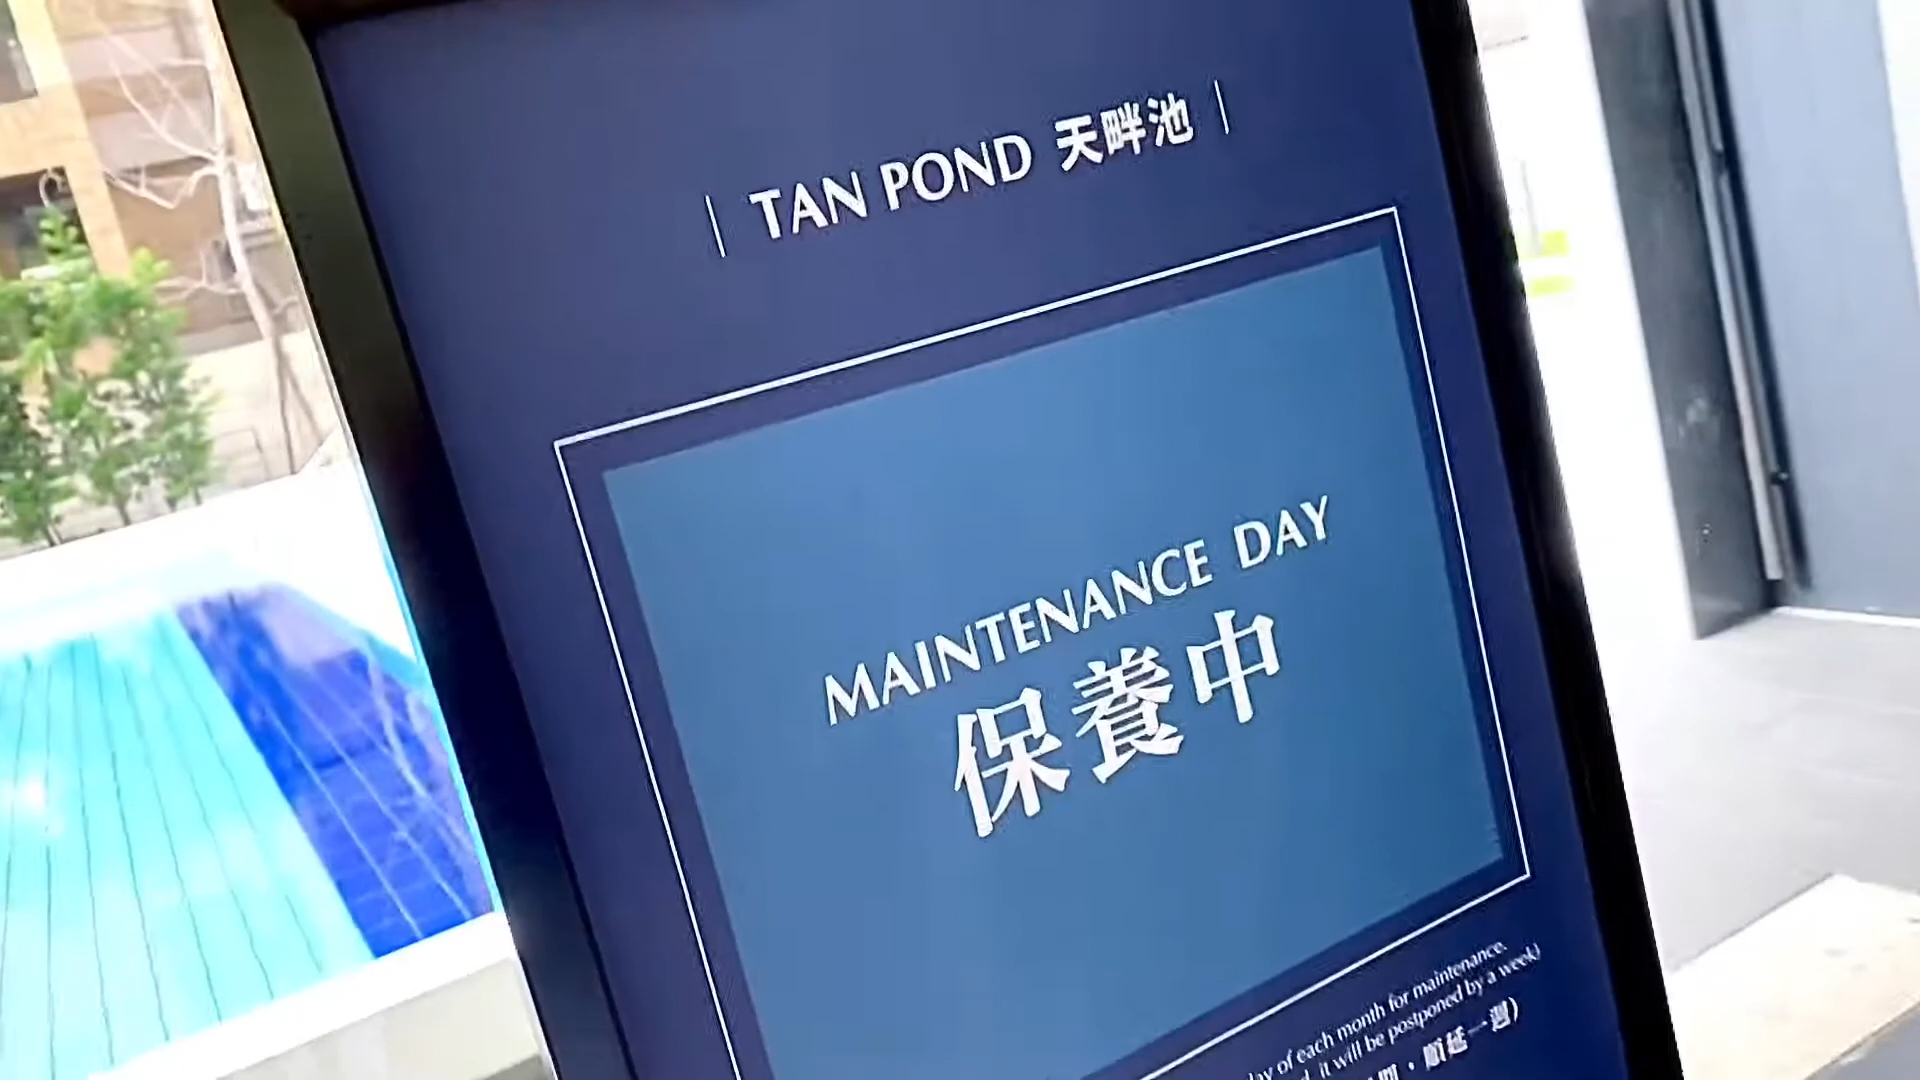 | TAN POND 天畔池 |
MAINTENANCE DAY
保養中
of each month for maintenance.
it will be postponed by a week)
，順延一週）